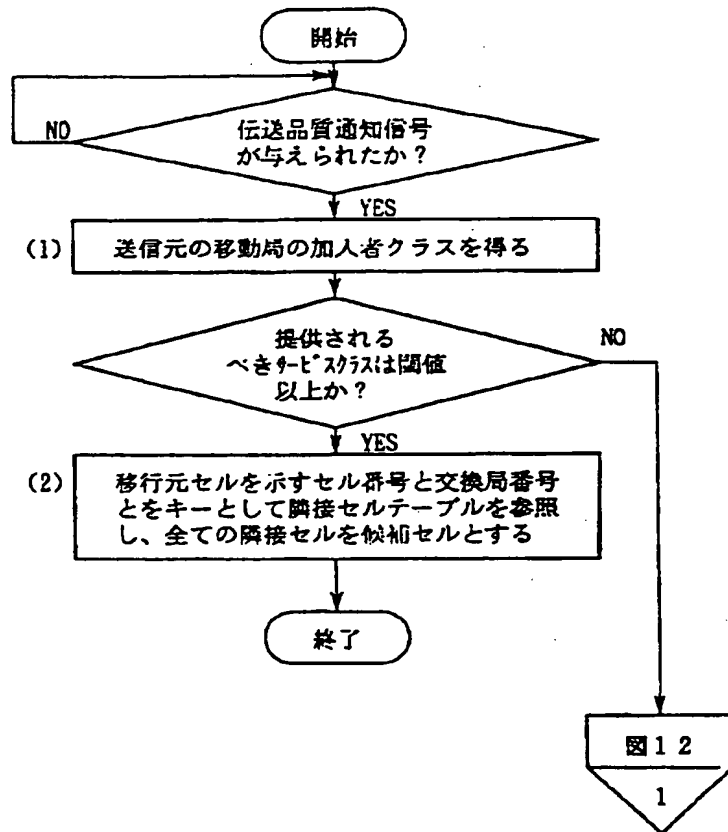 開始
伝送品質通知信号
が与えられたか？
NO
YES
(1)
送信元の移動局の加入者クラスを得る
提供される
べきｻｰﾋﾞｽｸﾗｽは閾値
以上か？
NO
YES
(2)
移行元セルを示すセル番号と交換局番号
とをキーとして隣接セルテーブルを参照
し、全ての隣接セルを候補セルとする
終了
図１２
1